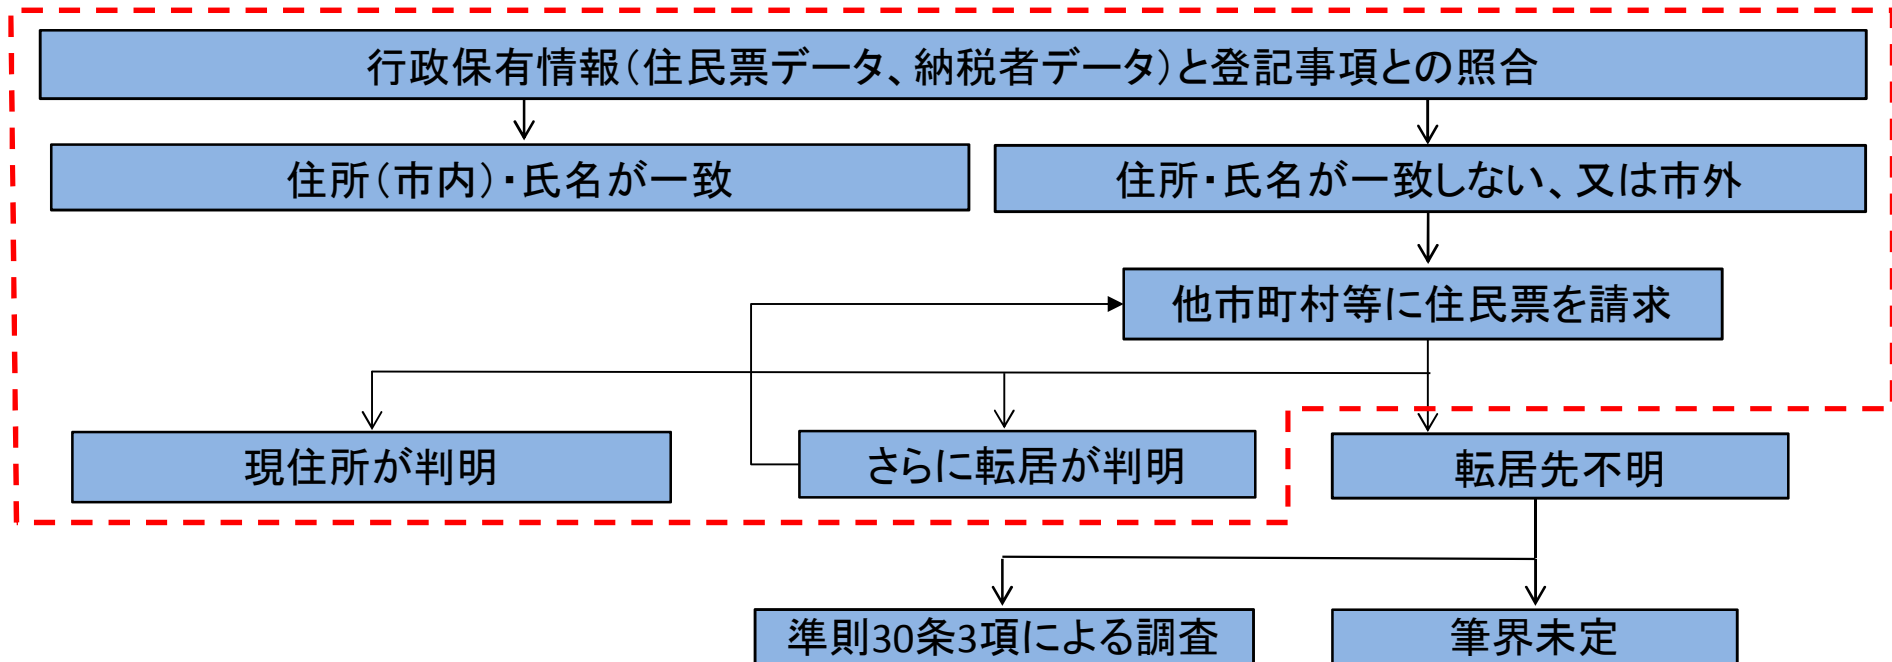 行政保有情報(住民票データ、納税者データ)と登記事項との照合
住所(市内)・氏名が一致
住所・氏名が一致しない、又は市外
他市町村等に住民票を請求
現住所が判明
さらに転居が判明
転居先不明
準則30条3項による調査
筆界未定